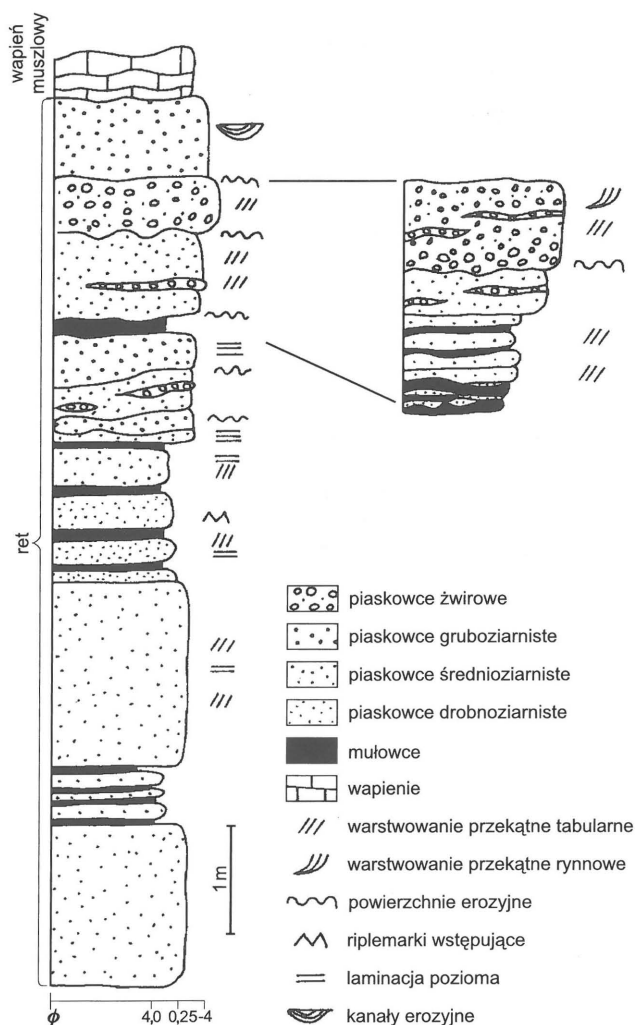 wapień
muszlowy
ret
1m
ϕ 4,0 0,25 -4
piaskowce żwirowe
piaskowce gruboziarniste
piaskowce średnioziarniste
piaskowce drobnoziarniste
mułowce
wapienie
warstwowanie przekątne tabularne
warstwowanie przekątne rynnowe
powierzchnie erozyjne
riplemarki wstępujące
laminacja pozioma
kanały erozyjne